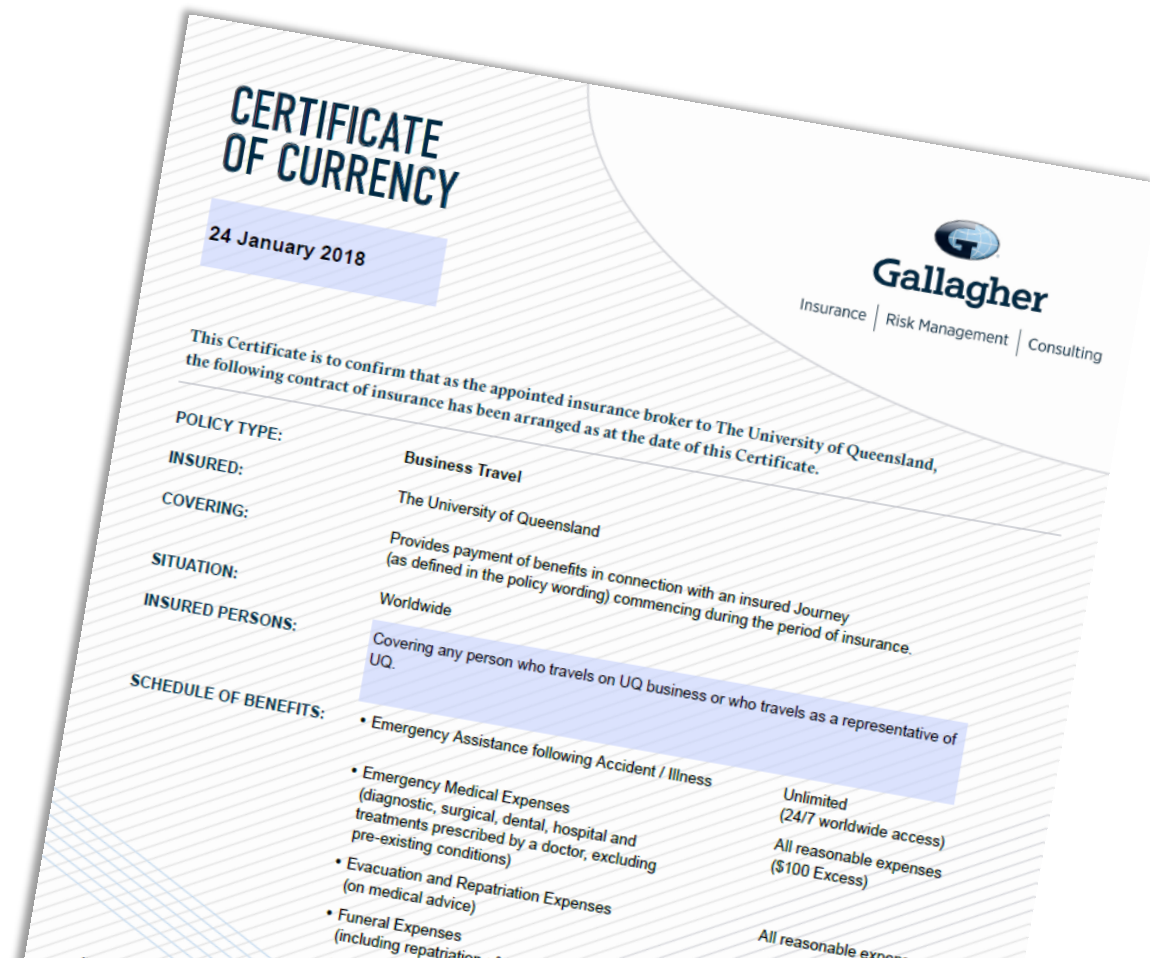 CERTIFICATE
OF CURRENCY
24 January 2018
Gallagher
Insurance | Risk Management | Consulting
This Certificate is to confirm that as the appointed insurance broker to The University of Queensland,
the following contract of insurance has been arranged as at the date of this Certificate.
POLICY TYPE:
Business Travel
INSURED:
The University of Queensland
COVERING:
Provides payment of benefits in connection with an insured Journey
(as defined in the policy wording) commencing during the period of insurance.
SITUATION:
Worldwide
INSURED PERSONS:
Covering any person who travels on UQ business or who travels as a representative of
UQ.
SCHEDULE OF BENEFITS:
• Emergency Assistance following Accident / Illness
Unlimited
(24/7 worldwide access)
• Emergency Medical Expenses
(diagnostic, surgical, dental, hospital and
treatments prescribed by a doctor, excluding
pre-existing conditions)
All reasonable expenses
($100 Excess)
• Evacuation and Repatriation Expenses
(on medical advice)
All reasonable
• Funeral Expenses
(including repatriation